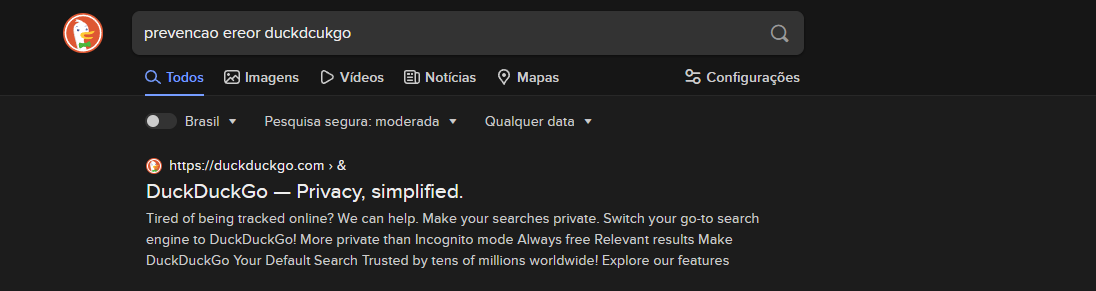 prevencao ereor duckdcukgo
Todos Imagens Vídeos Notícias Mapas Configurações
Brasil Pesquisa segura: moderada Qualquer data
https://duckduckgo.com › &
DuckDuckGo — Privacy, simplified.
Tired of being tracked online? We can help. Make your searches private. Switch your go-to search
engine to DuckDuckGo! More private than Incognito mode Always free Relevant results Make
DuckDuckGo Your Default Search Trusted by tens of millions worldwide! Explore our features